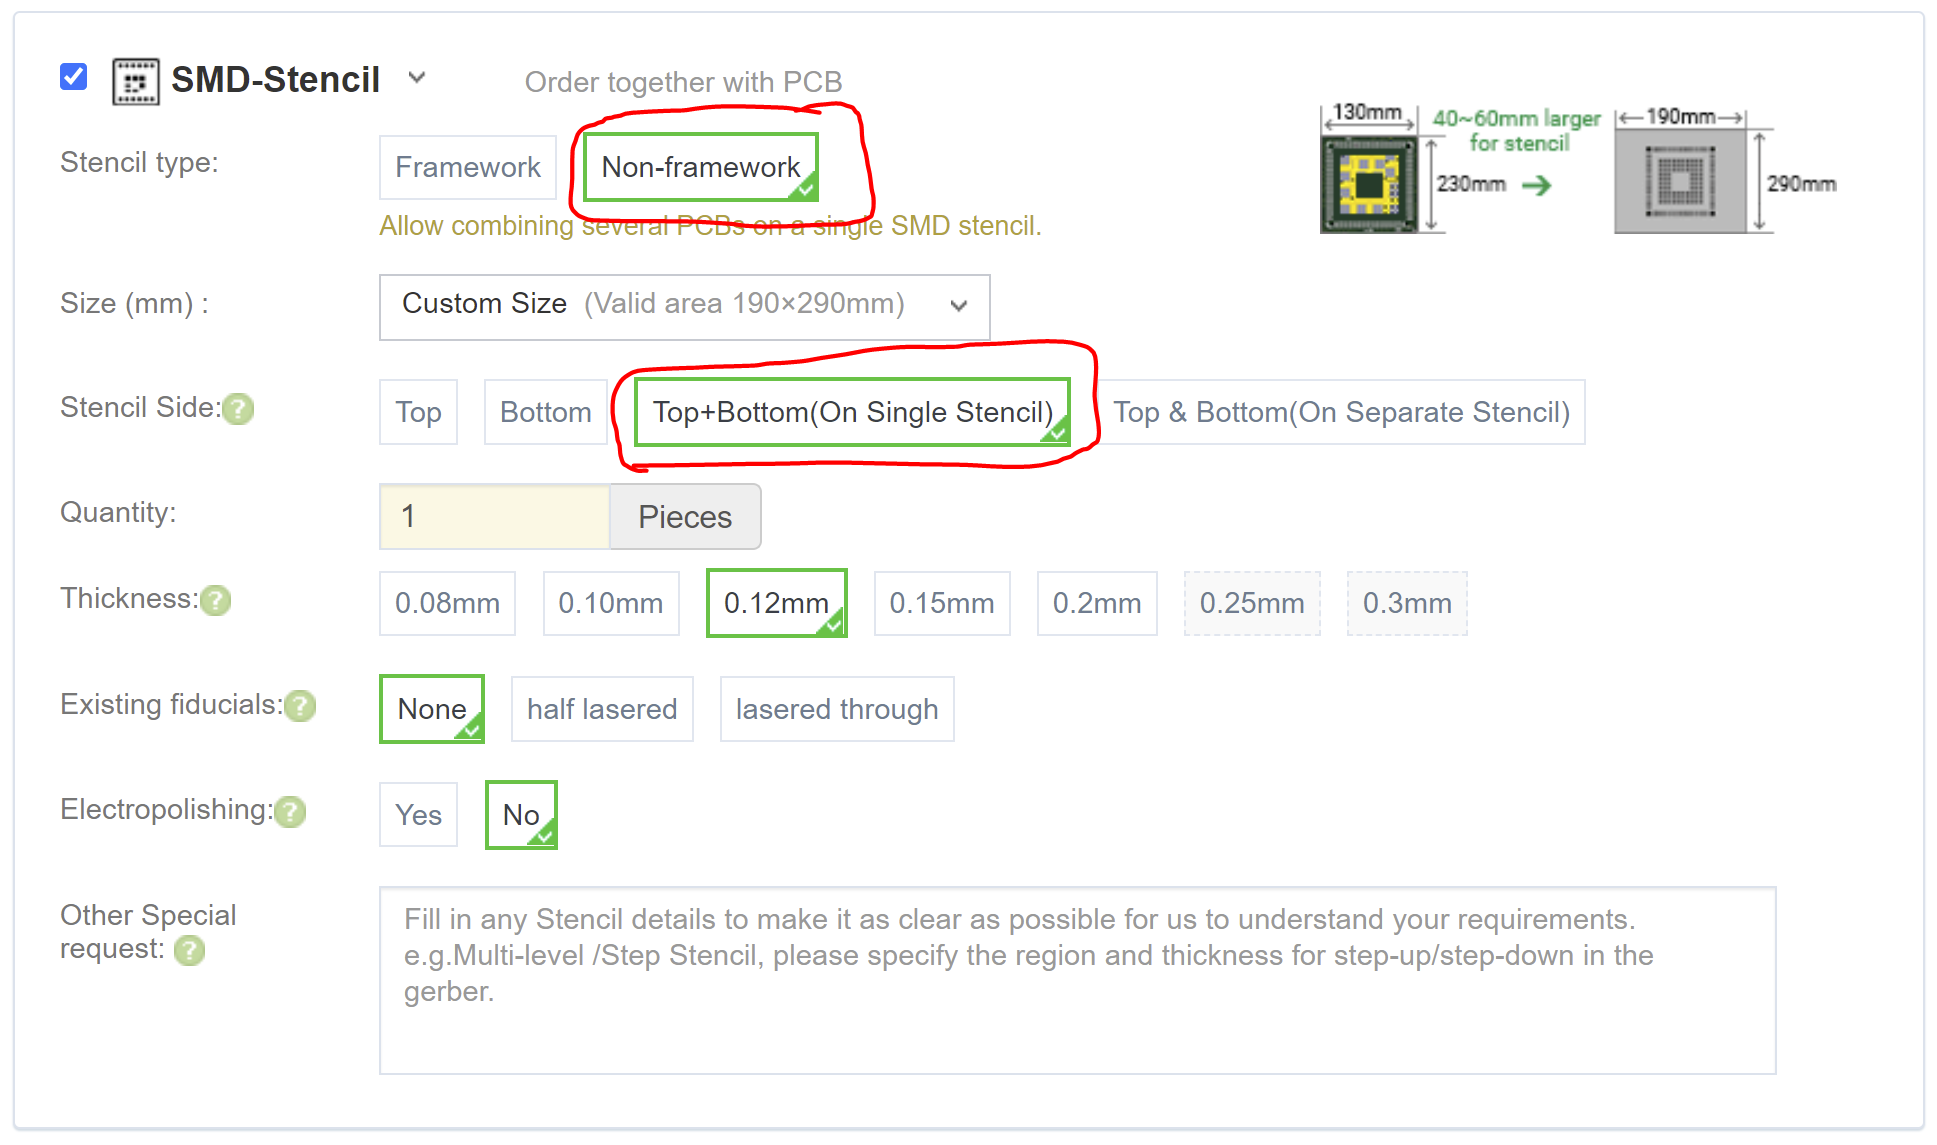 SMD-Stencil Order together with PCB
Stencil type: Framework Non-framework
Allow combining several PCBs on a single SMD stencil.
130mm 40~60mm larger for stencil 190mm
230mm 290mm
Size (mm) : Custom Size (Valid area 190×290mm)
Stencil Side: ? Top Bottom Top+Bottom(On Single Stencil) Top & Bottom(On Separate Stencil)
Quantity: 1 Pieces
Thickness: ? 0.08mm 0.10mm 0.12mm 0.15mm 0.2mm 0.25mm 0.3mm
Existing fiducials: ? None half lasered lasered through
Electropolishing: ? Yes No
Other Special
request: ?
Fill in any Stencil details to make it as clear as possible for us to understand your requirements.
e.g.Multi-level /Step Stencil, please specify the region and thickness for step-up/step-down in the
gerber.